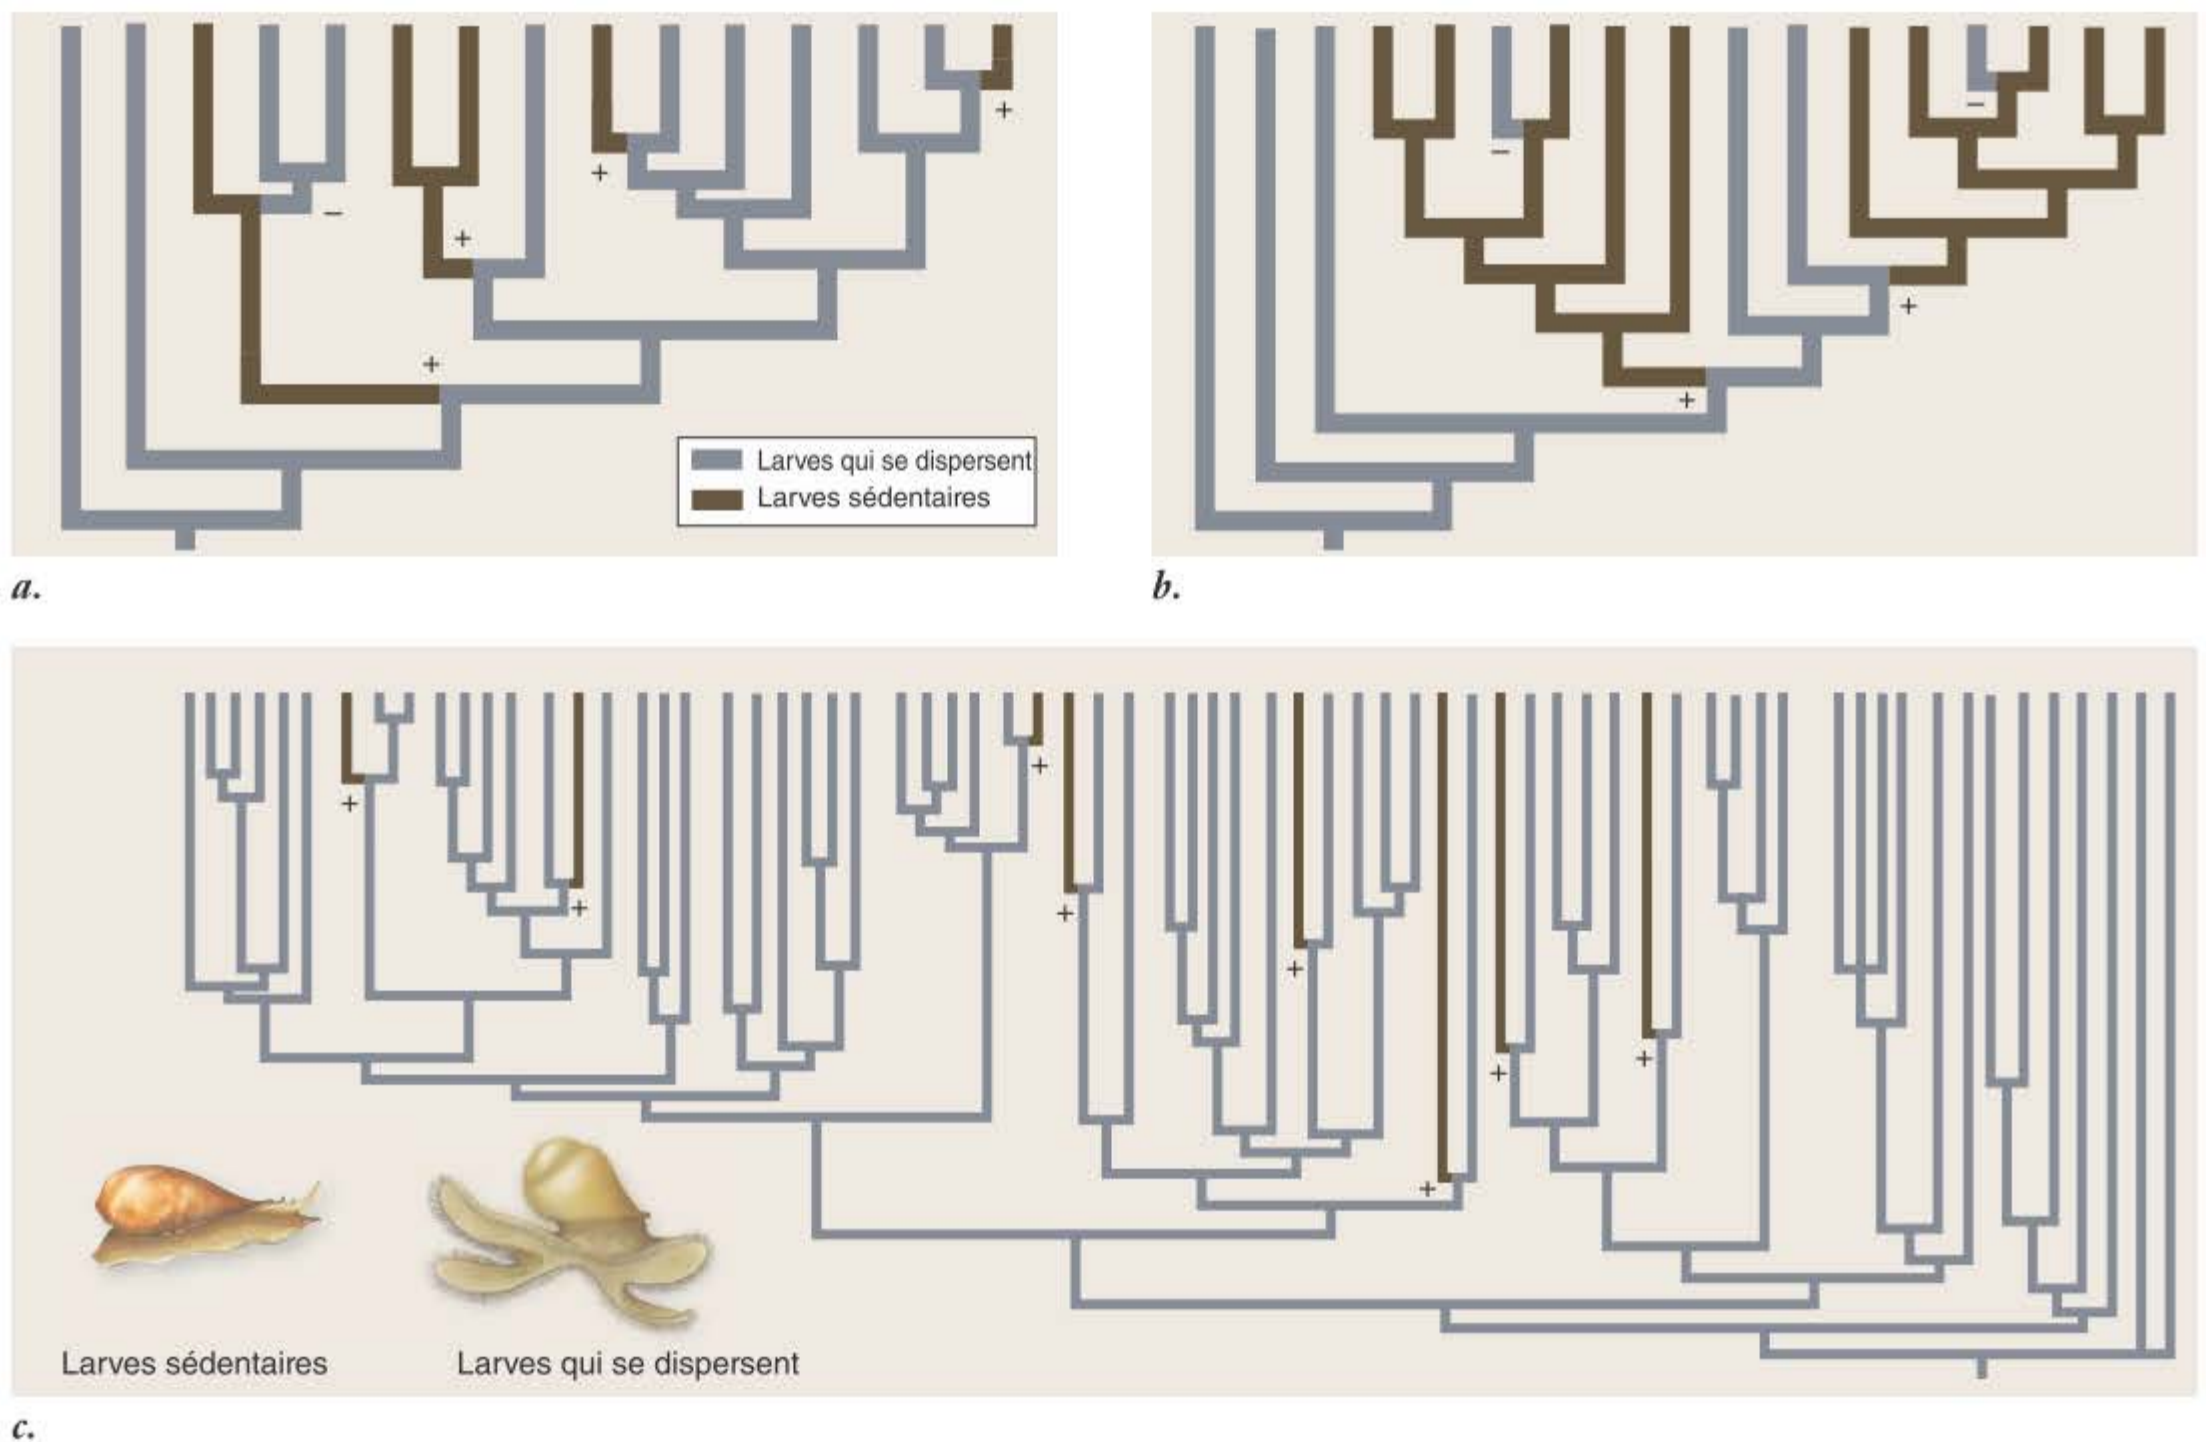 +
+
–
+
+
+
Larves qui se dispersent
Larves sédentaires
a.
–
–
+
+
b.
+
+
+
+
+
+
+
+
Larves sédentaires
Larves qui se dispersent
c.